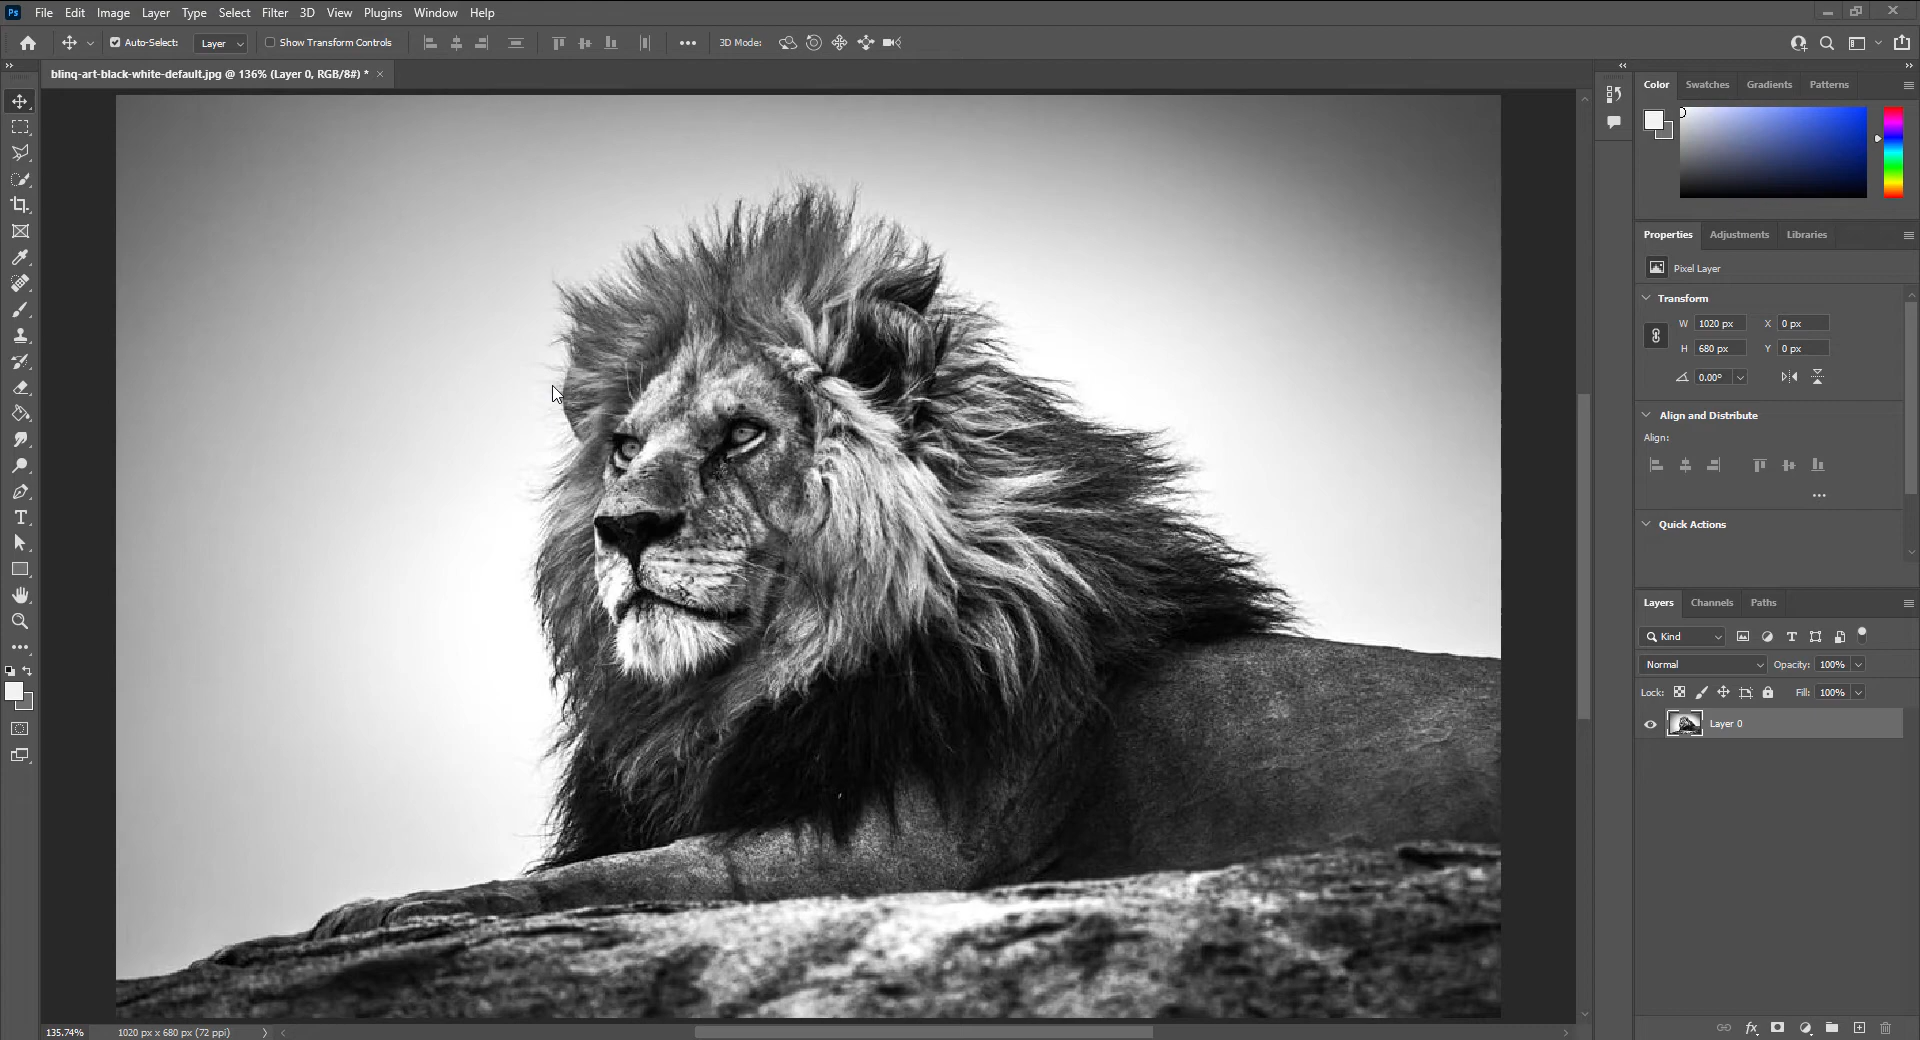 Ps File Edit Image Layer Type Select Filter 3D View Plugins Window Help
Auto-Select: Layer Show Transform Controls 3D Mode:
blinq-art-black-white-default.jpg @ 136% (Layer 0, RGB/8#) *
Color Swatches Gradients Patterns
Properties Adjustments Libraries
Pixel Layer
Transform
W 1020 px X 0 px
H 680 px Y 0 px
0.00°
Align and Distribute
Align:
Quick Actions
Layers Channels Paths
Kind
Normal Opacity: 100%
Lock: Fill: 100%
Layer 0
135.74% 1020 px x 680 px (72 ppi)